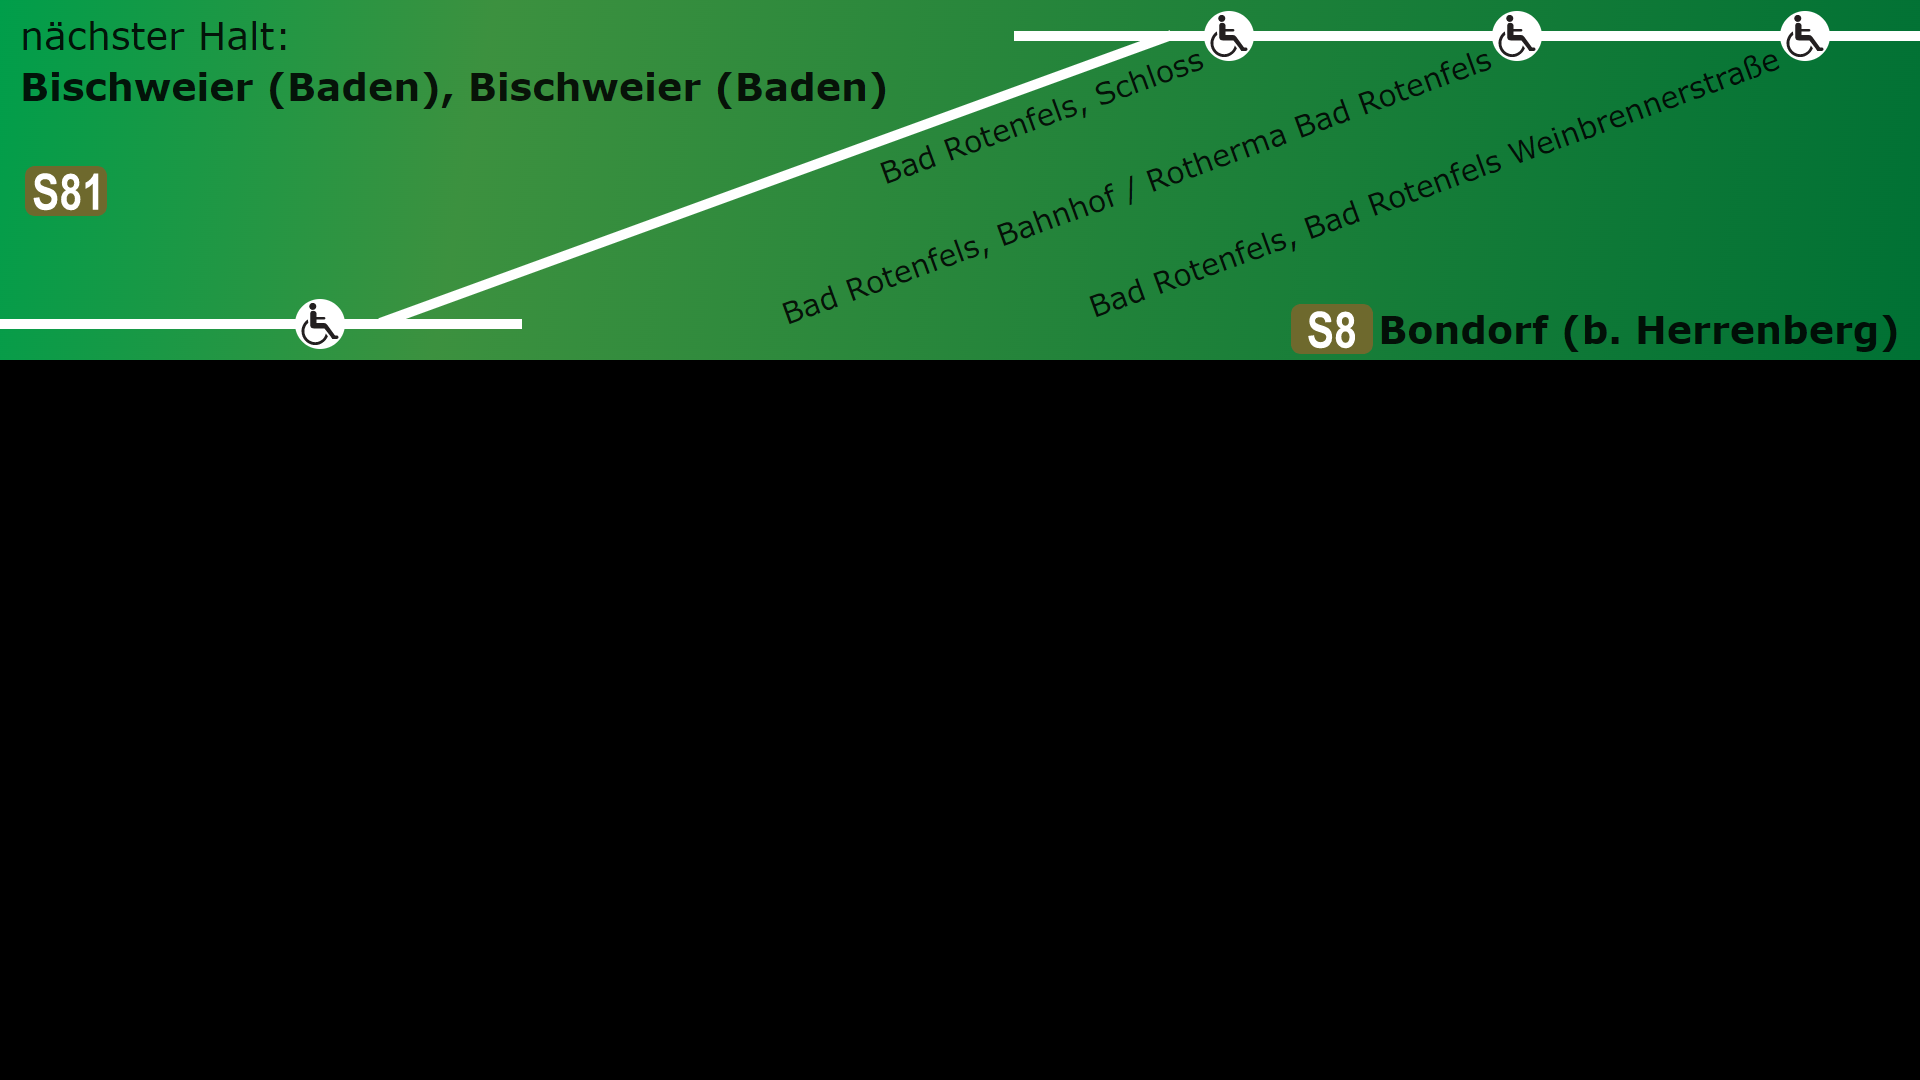 nächster Halt:
Bischweier (Baden), Bischweier (Baden)
S81
Bad Rotenfels, Schloss
Bad Rotenfels, Bahnhof / Rotherma Bad Rotenfels
Bad Rotenfels, Bad Rotenfels Weinbrennerstraße
S8 Bondorf (b. Herrenberg)